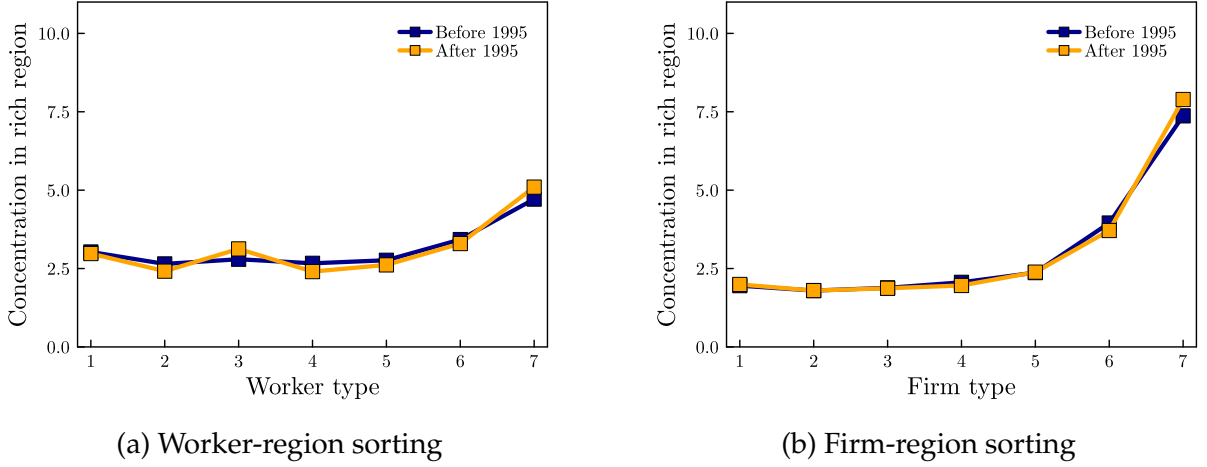 Concentration in rich region
10.0
7.5
5.0
2.5
0.0
Before 1995
After 1995
1 2 3 4 5 6 7
Worker type
(a) Worker-region sorting
Concentration in rich region
10.0
7.5
5.0
2.5
0.0
Before 1995
After 1995
1 2 3 4 5 6 7
Firm type
(b) Firm-region sorting